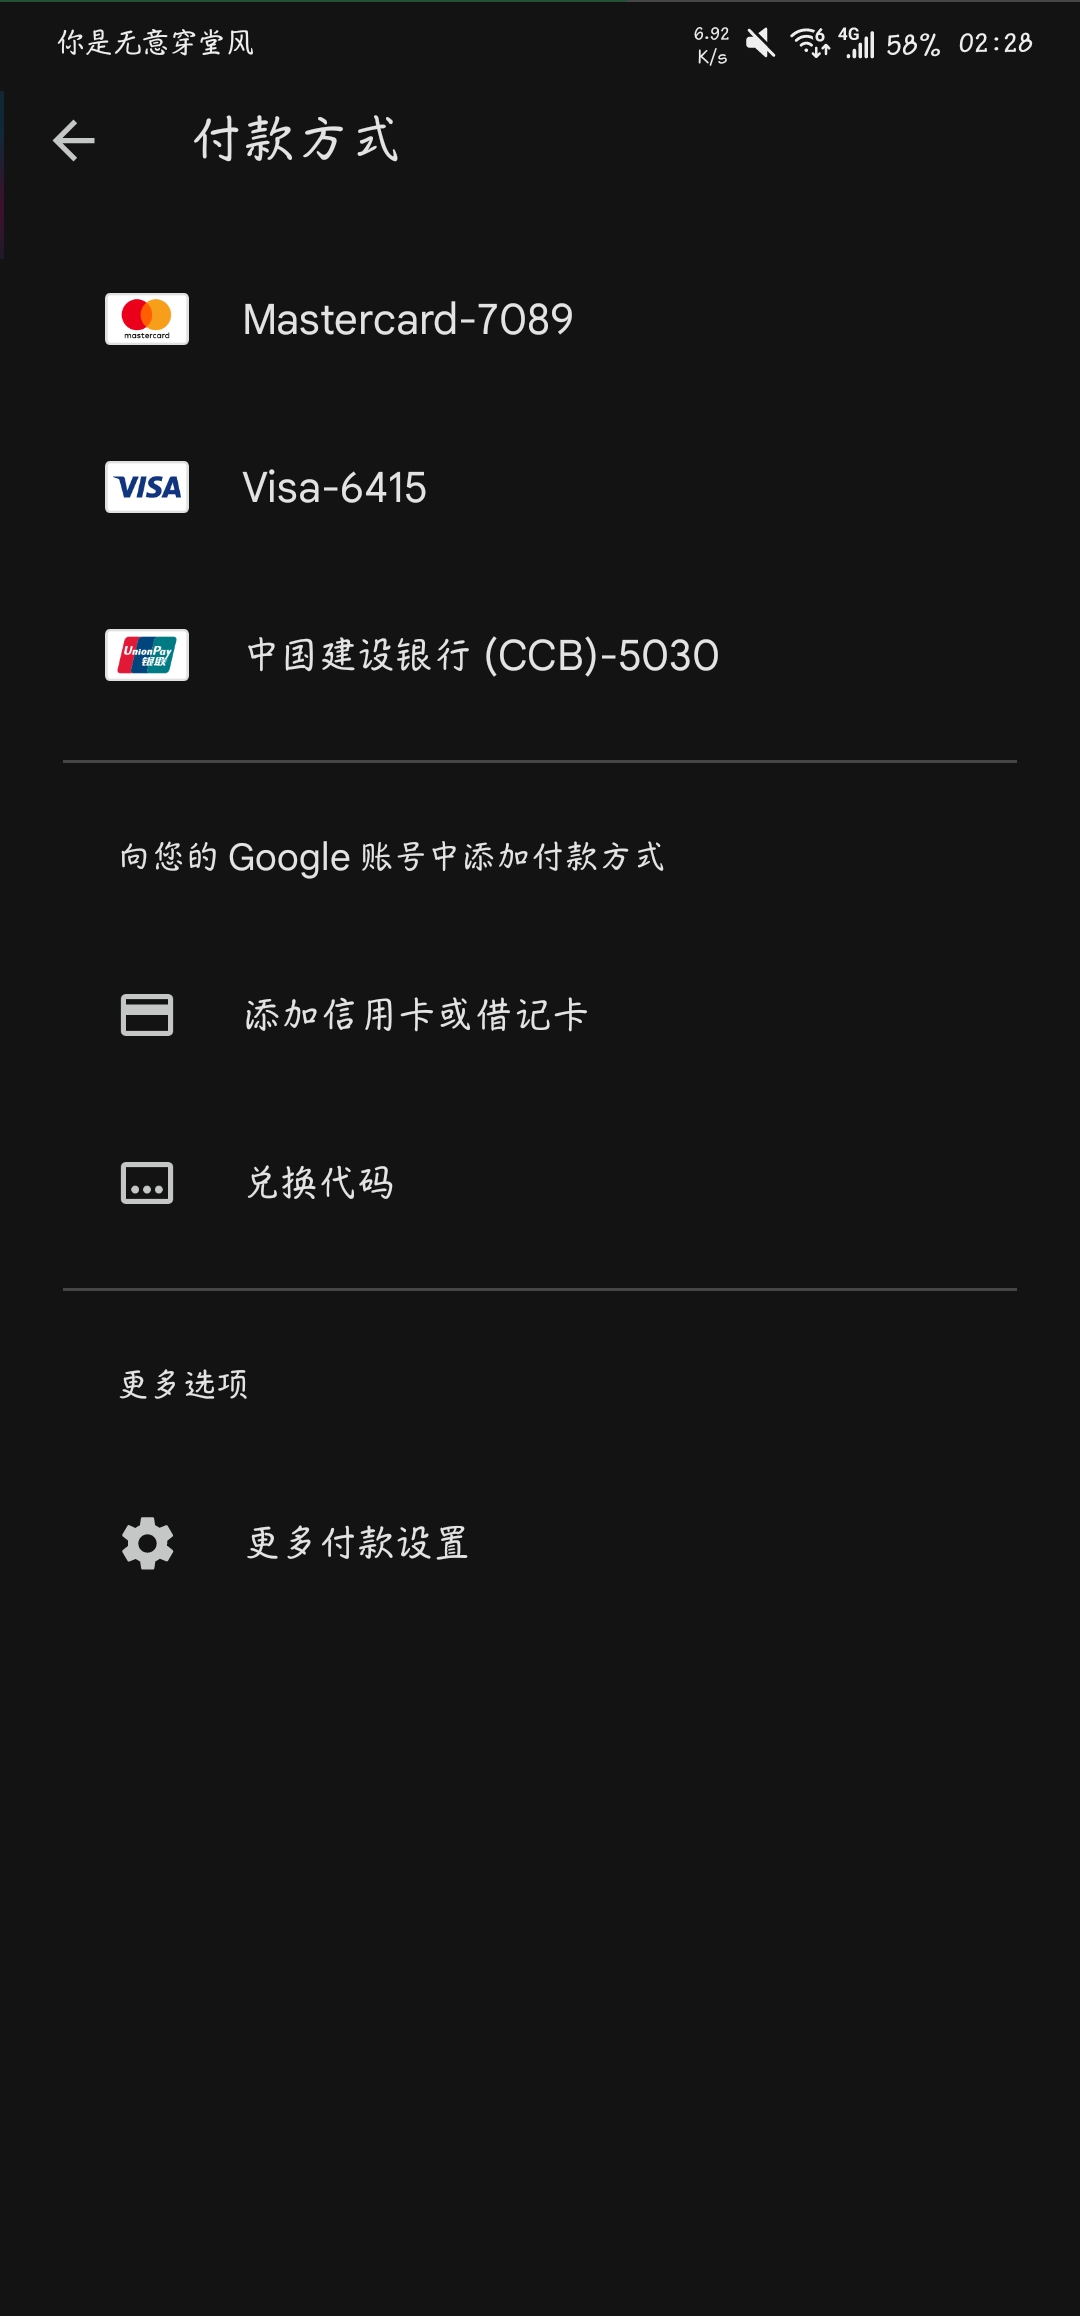 你是无意穿堂风
6.92 K/s 6 4G 58% 02:28
付款方式
mastercard Mastercard-7089
VISA Visa-6415
UnionPay 银联 中国建设银行 (CCB)-5030
向您的 Google 账号中添加付款方式
添加信用卡或借记卡
兑换代码
更多选项
更多付款设置